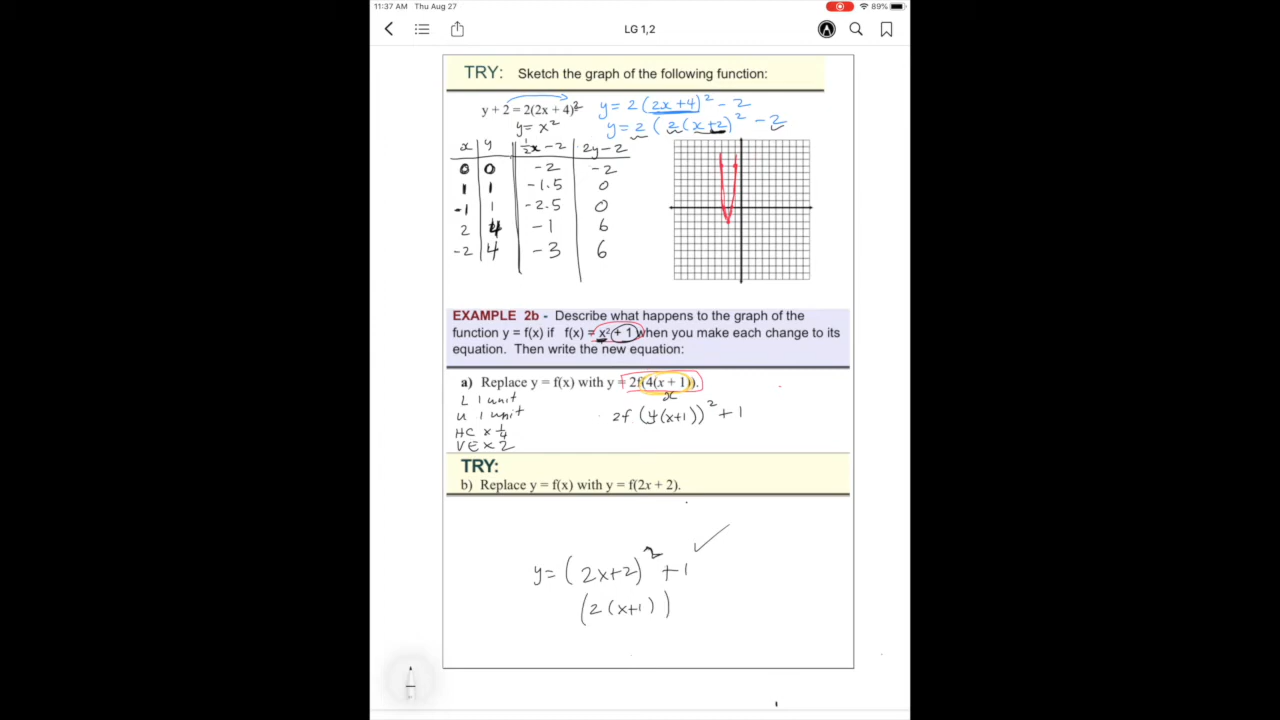 11:37 AM Thu Aug 27
89%
LG 1,2
TRY: Sketch the graph of the following function:
y + 2 = 2(2x + 4)²
y = 2(2x+4)² - 2
y = x²
y = 2(2(x+2))² - 2
x y ½x - 2 2y - 2
0 0 -2 -2
1 1 -1.5 0
-1 1 -2.5 0
2 4 -1 6
-2 4 -3 6
EXAMPLE 2b - Describe what happens to the graph of the
function y = f(x) if f(x) = x² + 1 when you make each change to its
equation. Then write the new equation:
a) Replace y = f(x) with y = 2f(4(x + 1)).
x
L 1 unit
U 1 unit
HC x ¼
VE x 2
2f (4(x+1))² + 1
TRY:
b) Replace y = f(x) with y = f(2x + 2).
y = (2x+2)² + 1
(2(x+1))